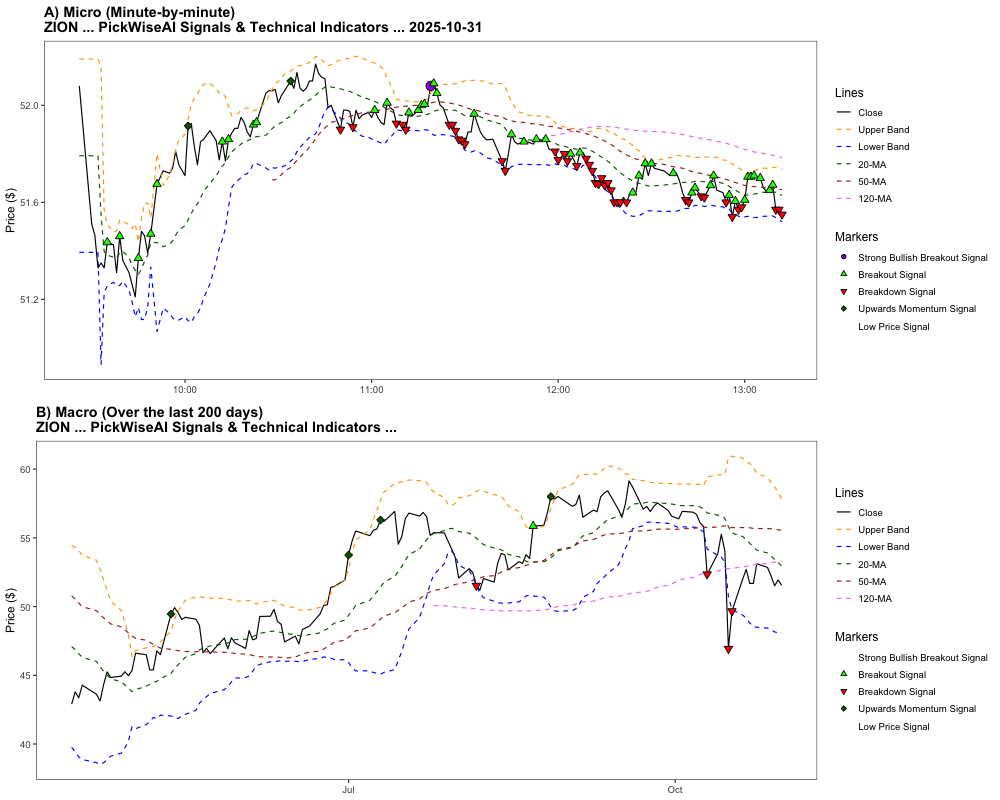 A) Micro (Minute-by-minute)
ZION ... PickWiseAI Signals & Technical Indicators ... 2025-10-31
Price ($)
52.0
51.6
51.2
10:00
11:00
12:00
13:00
Lines
Close
Upper Band
Lower Band
20-MA
50-MA
120-MA
Markers
Strong Bullish Breakout Signal
Breakout Signal
Breakdown Signal
Upwards Momentum Signal
Low Price Signal
B) Macro (Over the last 200 days)
ZION ... PickWiseAI Signals & Technical Indicators ...
Price ($)
60
55
50
45
40
Jul
Oct
Lines
Close
Upper Band
Lower Band
20-MA
50-MA
120-MA
Markers
Strong Bullish Breakout Signal
Breakout Signal
Breakdown Signal
Upwards Momentum Signal
Low Price Signal